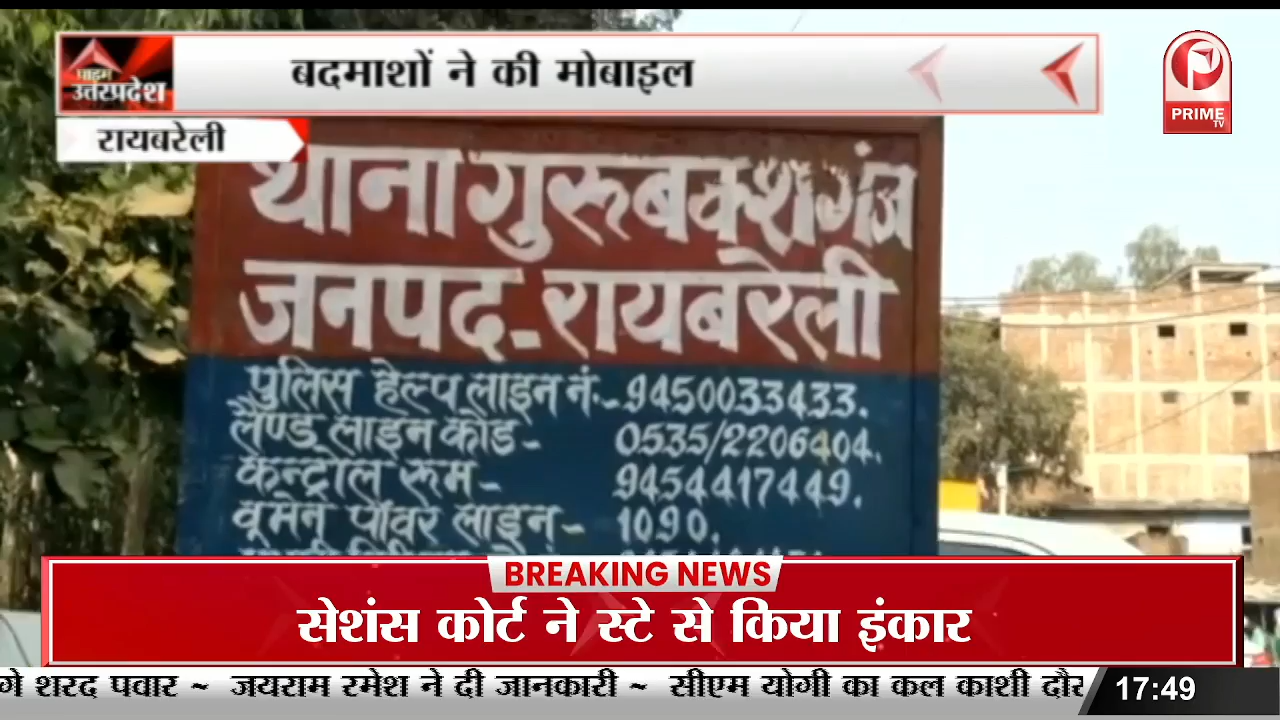 बदमाशों ने की मोबाइल
प्राइम
उत्तरप्रदेश
PRIME
TV
रायबरेली
थाना गुरूबक्शगंज
जनपद-रायबरेली
पुलिस हेल्पलाइन नं.-9450033433.
लैण्ड लाइन कोड- 0535/2206404.
कन्ट्रोल रूम- 9454417449.
वूमेन पॉवर लाइन- 1090.
BREAKING NEWS
सेशंस कोर्ट ने स्टे से किया इंकार
गे शरद पवार ~ जयराम रमेश ने दी जानकारी ~ सीएम योगी का कल काशी दौर
17:49